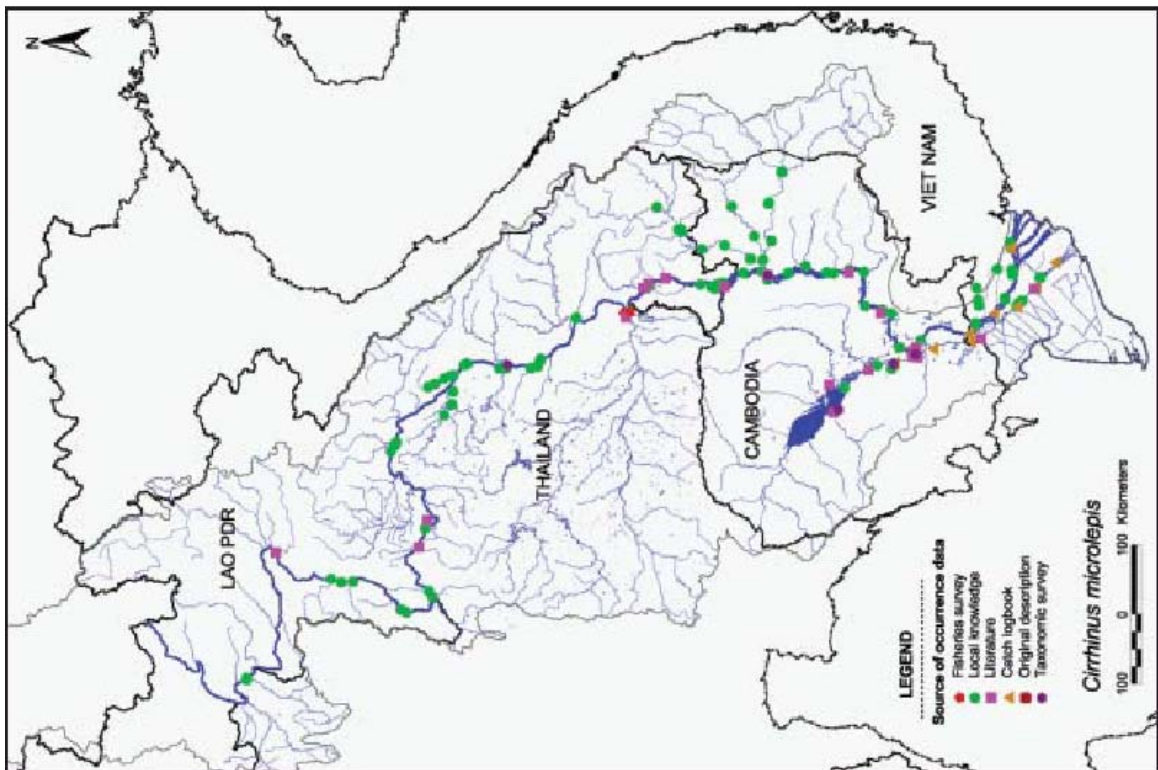 N
LAO PDR
THAILAND
CAMBODIA
VIET NAM
LEGEND
Source of occurrence data
Fisheries survey
Local knowledge
Literature
Catch logbook
Original description
Taxonomic survey
Cirrhinus microlepis
100 0 100 Kilometers